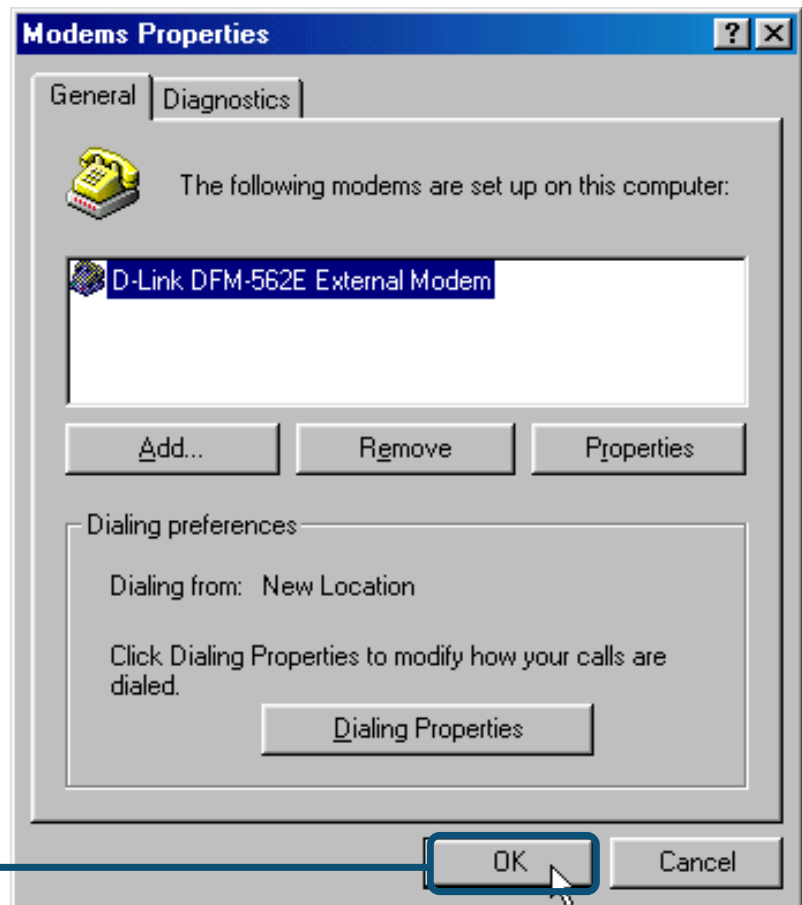 Modems Properties
General
Diagnostics
The following modems are set up on this computer:
D-Link DFM-562E External Modem
Add...
Remove
Properties
Dialing preferences
Dialing from: New Location
Click Dialing Properties to modify how your calls are
dialed.
Dialing Properties
OK
Cancel